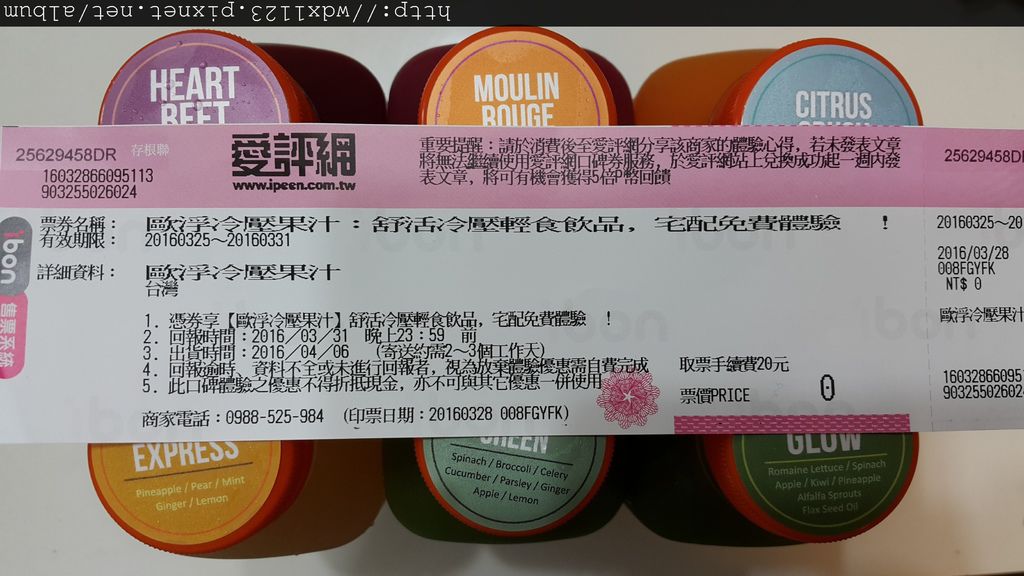 http://wdx1123.pixnet.net/album/
HEART
BEET
MOULIN
ROUGE
CITRUS
25629458DR 存根聯
16032866095113
903255026024
愛評網
www.ipeen.com.tw
重要提醒：請於消費後至愛評網分享該商家的體驗心得，若未發表文章
將無法繼續使用愛評網口碑券服務，於愛評網站上兌換成功起一週內發
表文章，將可有機會獲得5倍P幣回饋
25629458D
ibon
售票系統
票券名稱：歐浮冷壓果汁：舒活冷壓輕食飲品，宅配免費體驗 ！
有效期限：20160325～20160331
詳細資料：歐浮冷壓果汁
台灣
1. 憑券享【歐浮冷壓果汁】舒活冷壓輕食飲品，宅配免費體驗 ！
2. 回報時間：2016／03／31 晚上23：59 前
3. 出貨時間：2016／04／06 （寄送約需2～3個工作天）
4. 回報逾時、資料不全或未進行回報者，視為放棄體驗優惠需自費完成
5. 此口碑體驗之優惠不得折抵現金，亦不可與其它優惠一併使用
商家電話：0988-525-984 (印票日期：20160328 008FGYFK)
取票手續費20元
票價PRICE 0
20160325～20
2016/03/28
008FGYFK
NT$ 0
歐浮冷壓果汁
16032866095
903255026024
EXPRESS
Pineapple / Pear / Mint
Ginger / Lemon
GREEN
Spinach / Broccoli / Celery
Cucumber / Parsley / Ginger
Apple / Lemon
GLOW
Romaine Lettuce / Spinach
Apple / Kiwi / Pineapple
Alfalfa Sprouts
Flax Seed Oil